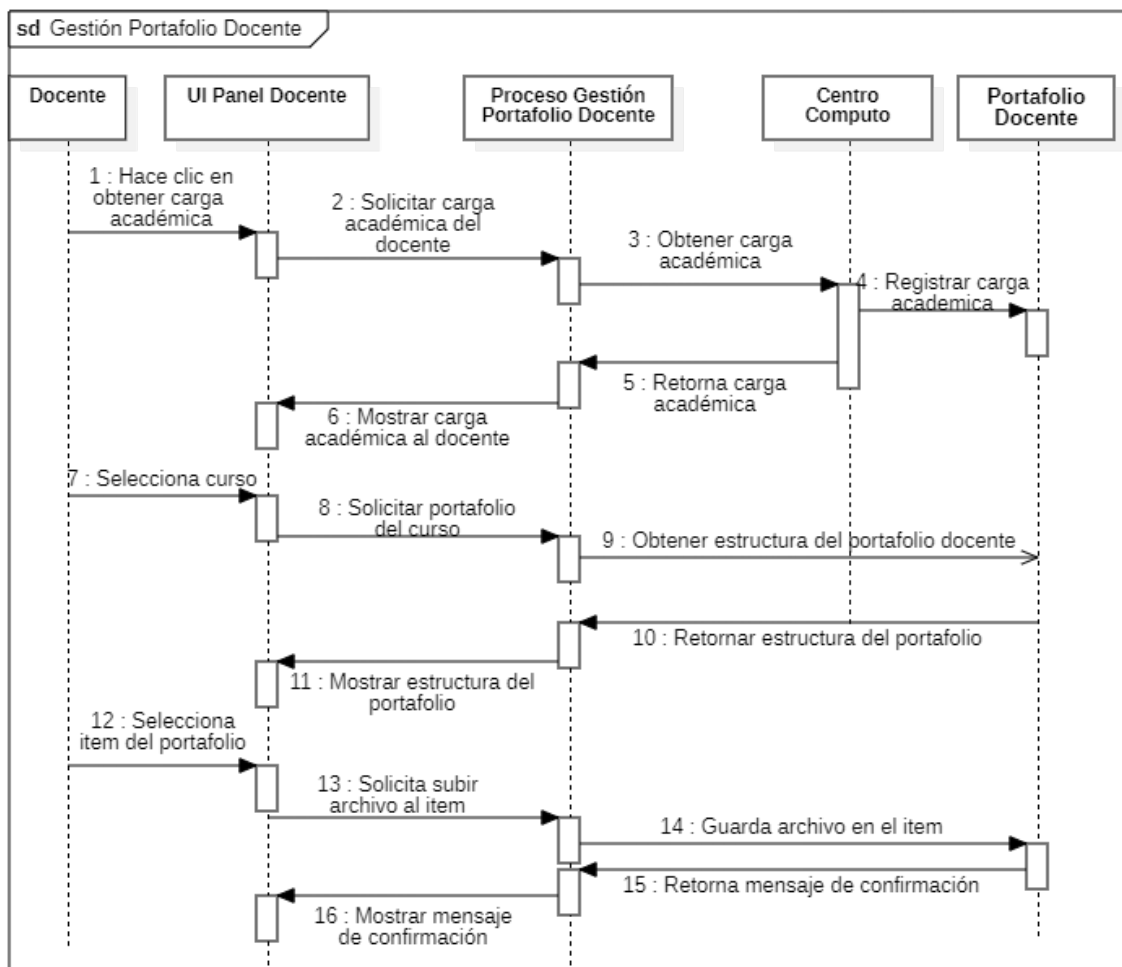 sd Gestión Portafolio Docente
Docente
UI Panel Docente
Proceso Gestión
Portafolio Docente
Centro
Computo
Portafolio
Docente
1 : Hace clic en
obtener carga
académica
2 : Solicitar carga
académica del
docente
3 : Obtener carga
académica
4 : Registrar carga
academica
5 : Retorna carga
académica
6 : Mostrar carga
académica al docente
7 : Selecciona curso
8 : Solicitar portafolio
del curso
9 : Obtener estructura del portafolio docente
10 : Retornar estructura del portafolio
11 : Mostrar estructura del
portafolio
12 : Selecciona
item del portafolio
13 : Solicita subir
archivo al item
14 : Guarda archivo en el item
15 : Retorna mensaje de confirmación
16 : Mostrar mensaje
de confirmación